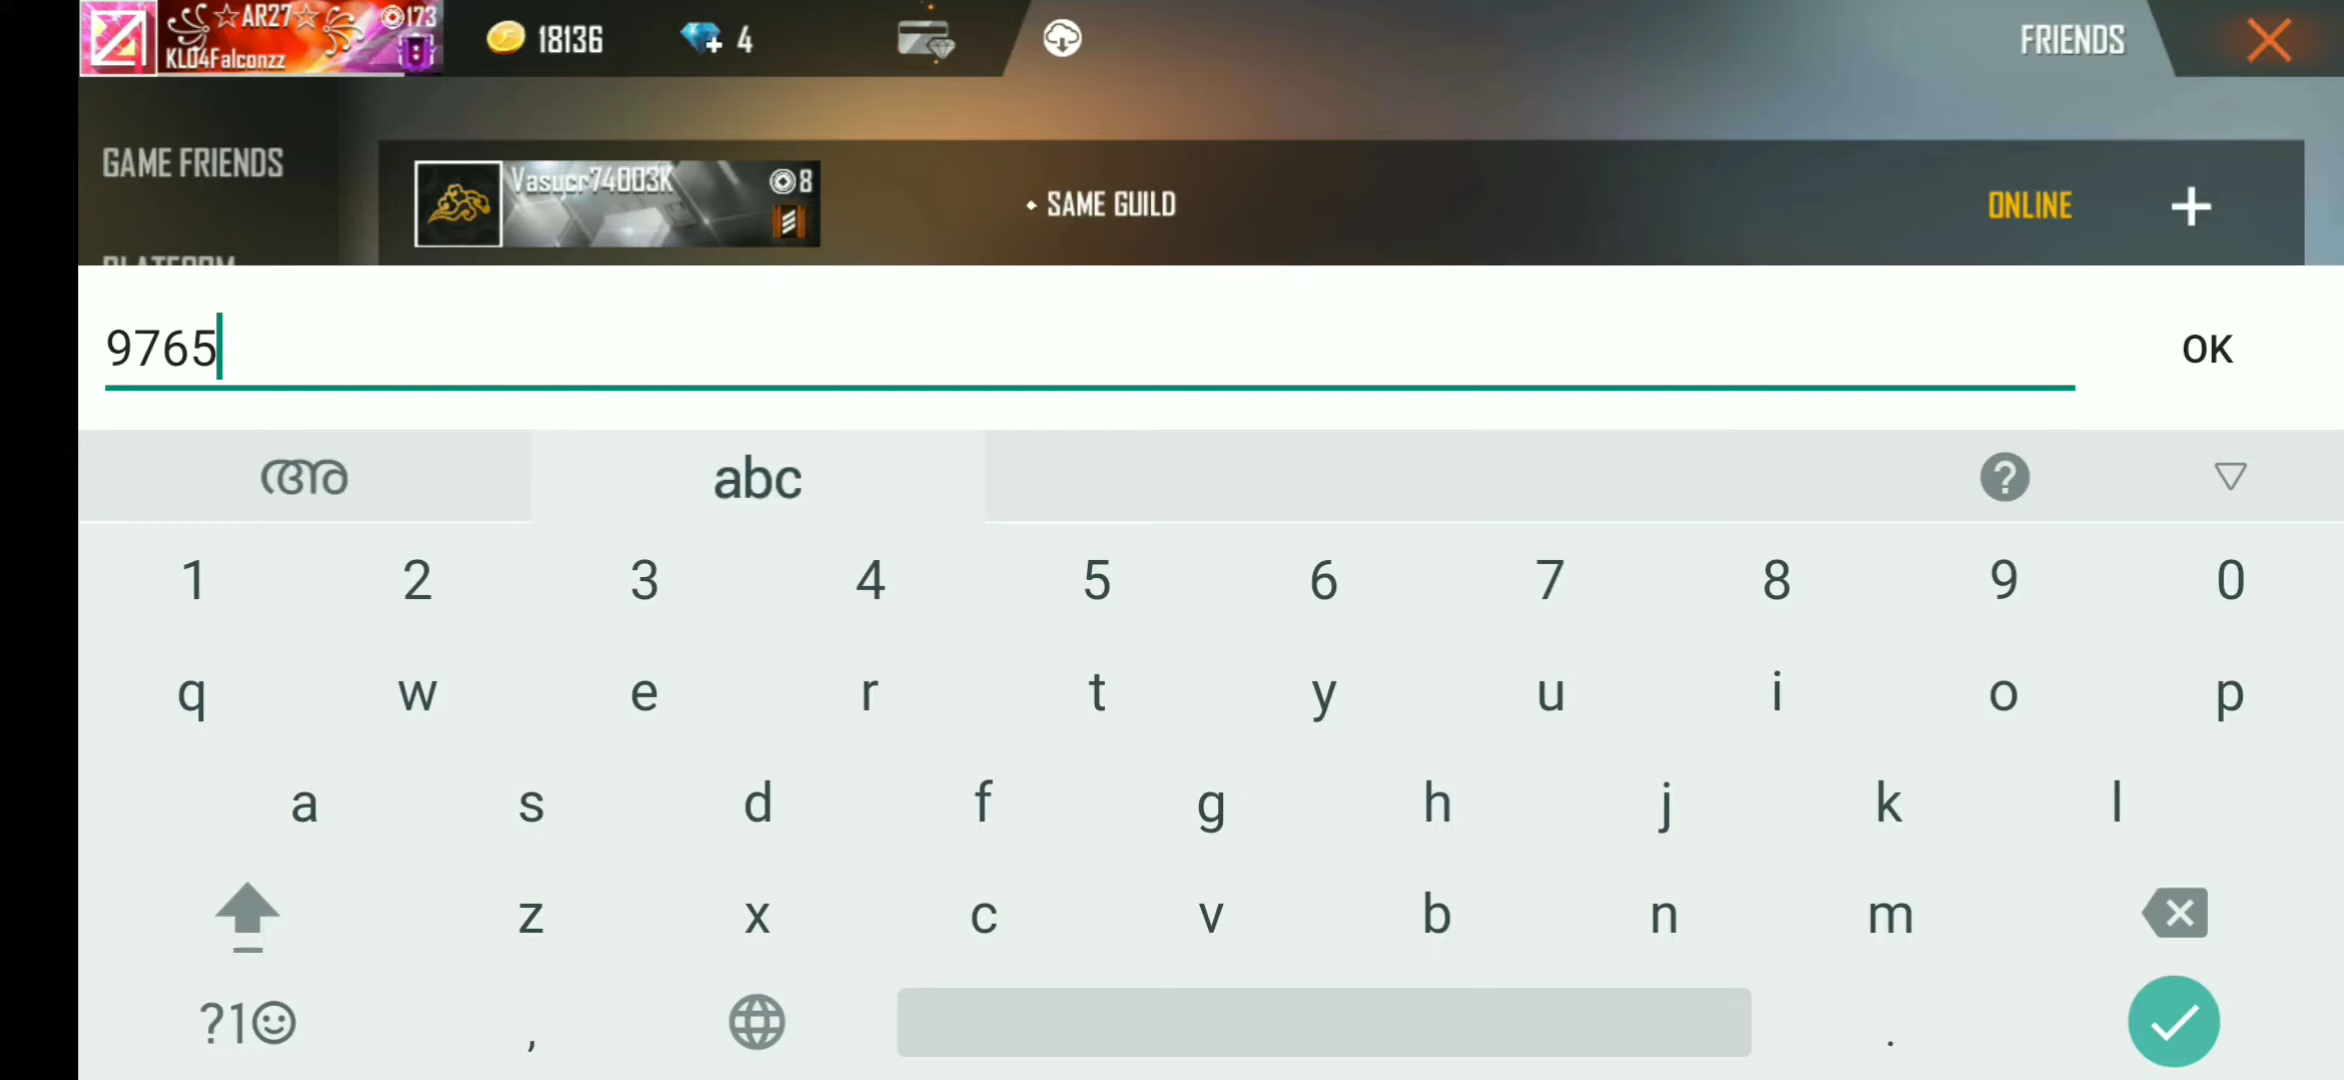 ☆AR27☆ 173
KL04Falconzz
18136
4
FRIENDS
GAME FRIENDS
Vasucr74003K 8
SAME GUILD
ONLINE
PLATFORM
9765
OK
അ
abc
1 2 3 4 5 6 7 8 9 0
q w e r t y u i o p
a s d f g h j k l
z x c v b n m
?1☺ , .